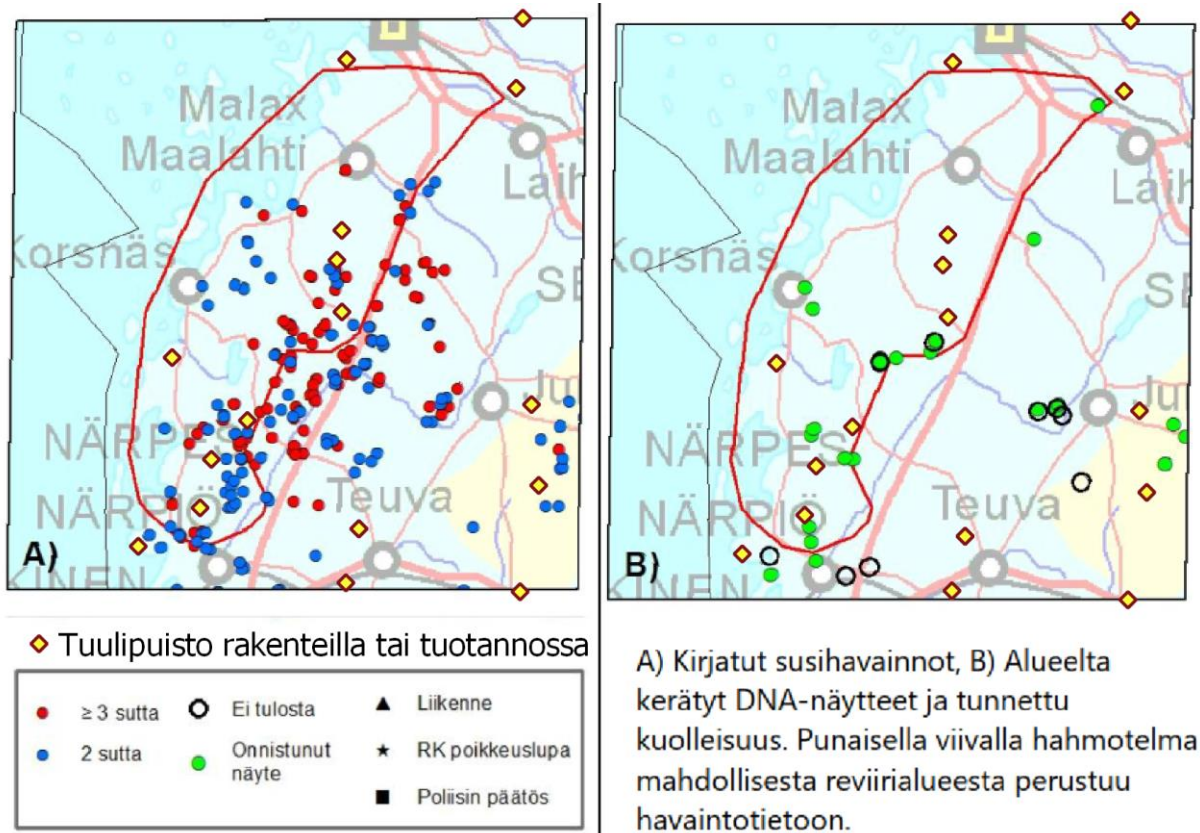 Malax
Maalahti
Laih
Korsnäs
SE
Ju
NÄRPES
NÄRPIÖ
Teuva
A)
KINEN
Malax
Maalahti
Laih
Korsnäs
SE
Ju
NÄRPES
NÄRPIÖ
Teuva
B)
KINEN
Tuulipuisto rakenteilla tai tuotannossa
≥ 3 sutta
Ei tulosta
Liikenne
2 sutta
Onnistunut
näyte
RK poikkeuslupa
Poliisin päätös
A) Kirjatut susihavainnot, B) Alueelta
kerätyt DNA-näytteet ja tunnettu
kuolleisuus. Punaisella viivalla hahmotelma
mahdollisesta reviirialueesta perustuu
havaintotietoon.